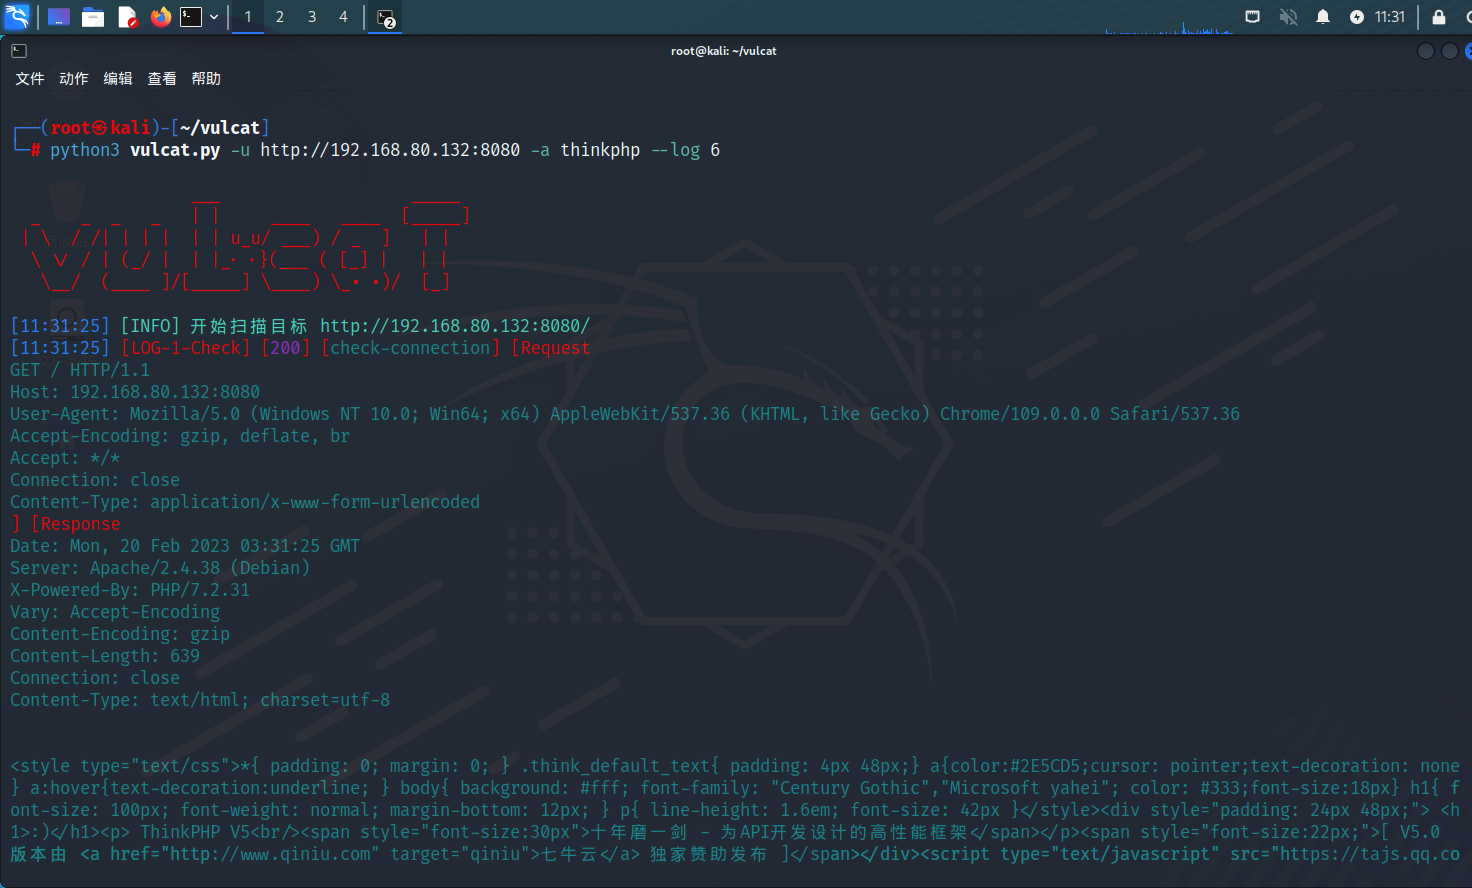 1 2 3 4 2 11:31
root@kali: ~/vulcat
文件 动作 编辑 查看 帮助
┌──(root㉿kali)-[~/vulcat]
└─# python3 vulcat.py -u http://192.168.80.132:8080 -a thinkphp --log 6
[11:31:25] [INFO] 开始扫描目标 http://192.168.80.132:8080/
[11:31:25] [LOG-1-Check] [200] [check-connection] [Request
GET / HTTP/1.1
Host: 192.168.80.132:8080
User-Agent: Mozilla/5.0 (Windows NT 10.0; Win64; x64) AppleWebKit/537.36 (KHTML, like Gecko) Chrome/109.0.0.0 Safari/537.36
Accept-Encoding: gzip, deflate, br
Accept: */*
Connection: close
Content-Type: application/x-www-form-urlencoded
] [Response
Date: Mon, 20 Feb 2023 03:31:25 GMT
Server: Apache/2.4.38 (Debian)
X-Powered-By: PHP/7.2.31
Vary: Accept-Encoding
Content-Encoding: gzip
Content-Length: 639
Connection: close
Content-Type: text/html; charset=utf-8
<style type="text/css">*{ padding: 0; margin: 0; } .think_default_text{ padding: 4px 48px;} a{color:#2E5CD5;cursor: pointer;text-decoration: none
} a:hover{text-decoration:underline; } body{ background: #fff; font-family: "Century Gothic","Microsoft yahei"; color: #333;font-size:18px} h1{ f
ont-size: 100px; font-weight: normal; margin-bottom: 12px; } p{ line-height: 1.6em; font-size: 42px }</style><div style="padding: 24px 48px;"> <h
1>:)</h1><p> ThinkPHP V5<br/><span style="font-size:30px">十年磨一剑 - 为API开发设计的高性能框架</span></p><span style="font-size:22px;">[ V5.0
版本由 <a href="http://www.qiniu.com" target="qiniu">七牛云</a> 独家赞助发布 ]</span></div><script type="text/javascript" src="https://tajs.qq.co